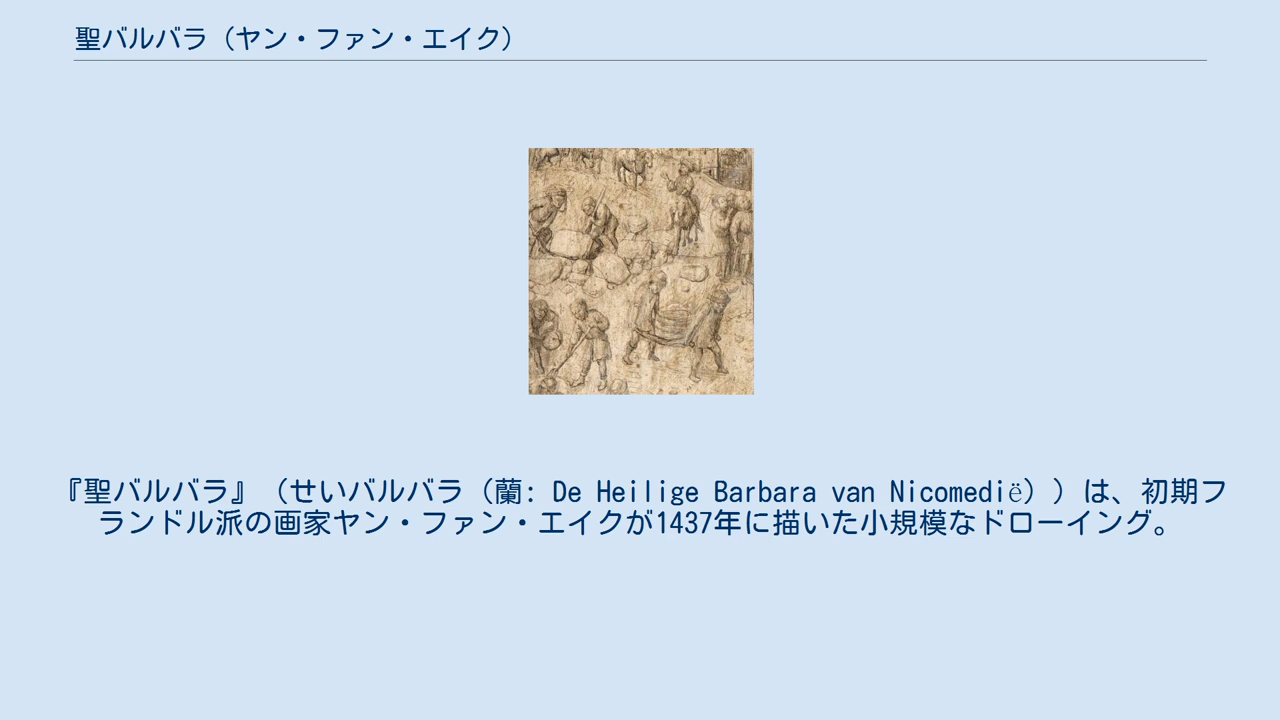 聖バルバラ（ヤン・ファン・エイク）
『聖バルバラ』（せいバルバラ（蘭: De Heilige Barbara van Nicomedië））は、初期フ
ランドル派の画家ヤン・ファン・エイクが1437年に描いた小規模なドローイング。